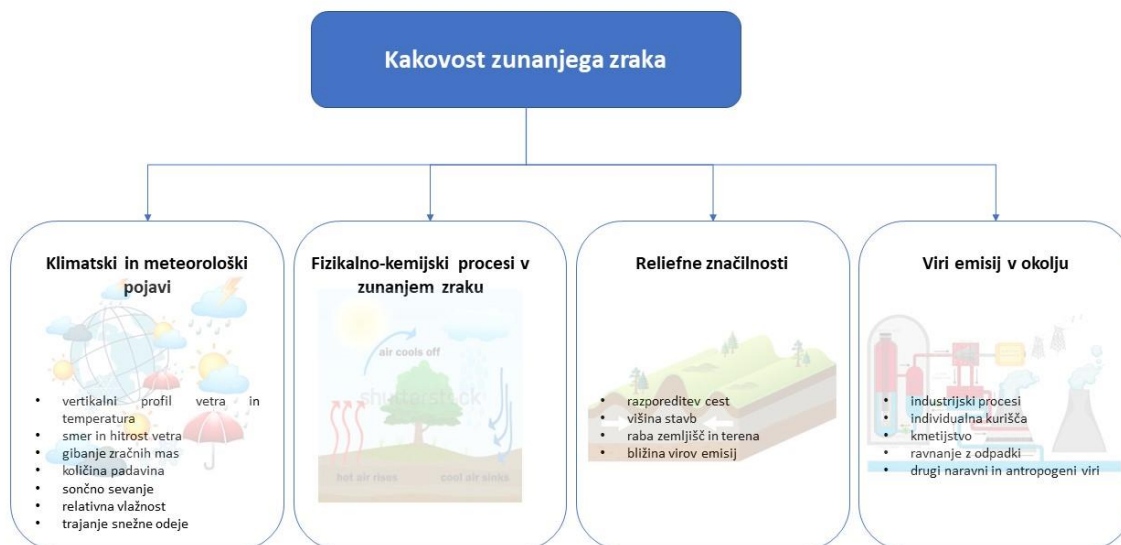 Kakovost zunanjega zraka
Klimatski in meteorološki
pojavi
• vertikalni profil vetra in
temperatura
• smer in hitrost vetra
• gibanje zračnih mas
• količina padavina
• sončno sevanje
• relativna vlažnost
• trajanje snežne odeje
Fizikalno-kemijski procesi v
zunanjem zraku
air cools off
shutterstock
hot air rises
cool air sinks
Reliefne značilnosti
• razporeditev cest
• višina stavb
• raba zemljišč in terena
• bližina virov emisij
Viri emisij v okolju
• industrijski procesi
• individualna kurišča
• kmetijstvo
• ravnanje z odpadki
• drugi naravni in antropogeni viri